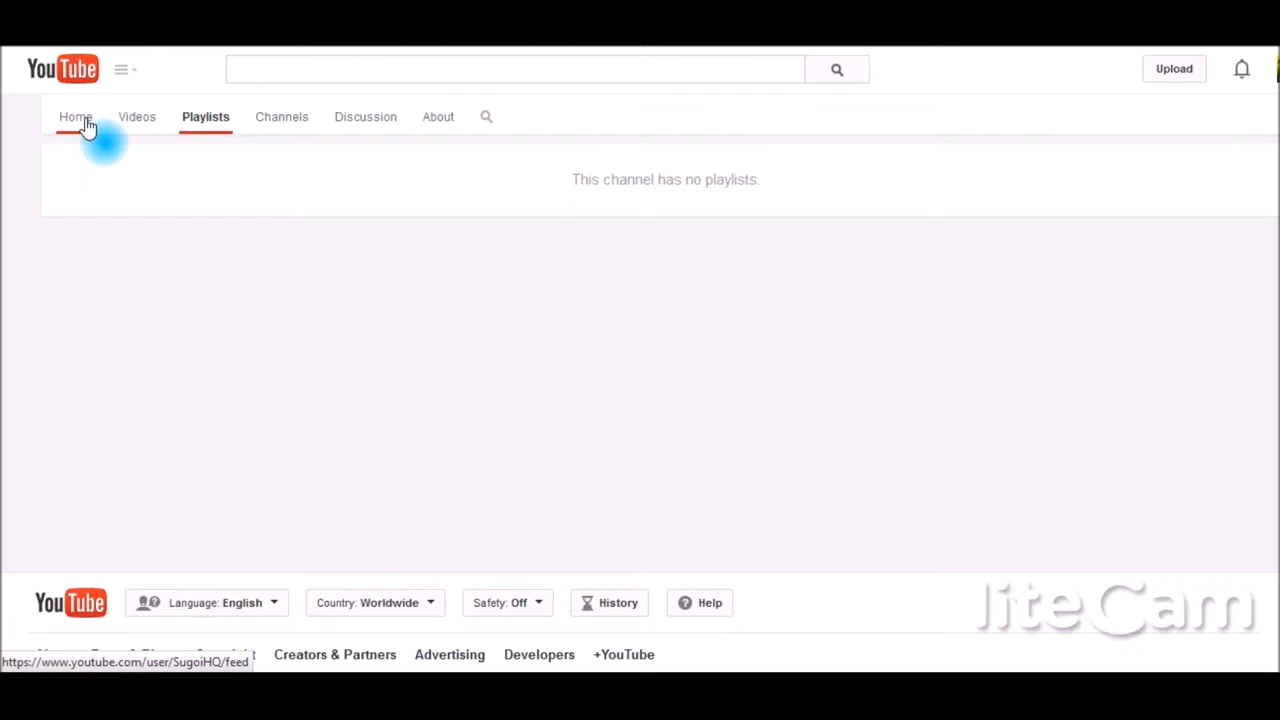 YouTube
Upload
Home Videos Playlists Channels Discussion About
This channel has no playlists.
YouTube Language: English Country: Worldwide Safety: Off History Help
liteCam
Creators & Partners Advertising Developers +YouTube
https://www.youtube.com/user/SugoiHQ/feed